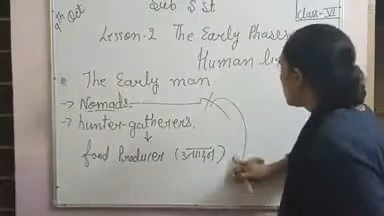 9th Oct
Sub S St
Class-VI
Lesson-2 The Early Phases
Human
# The Early man
→ Nomads
→ hunter-gatherers.
↓
food Producer (उत्पादन)